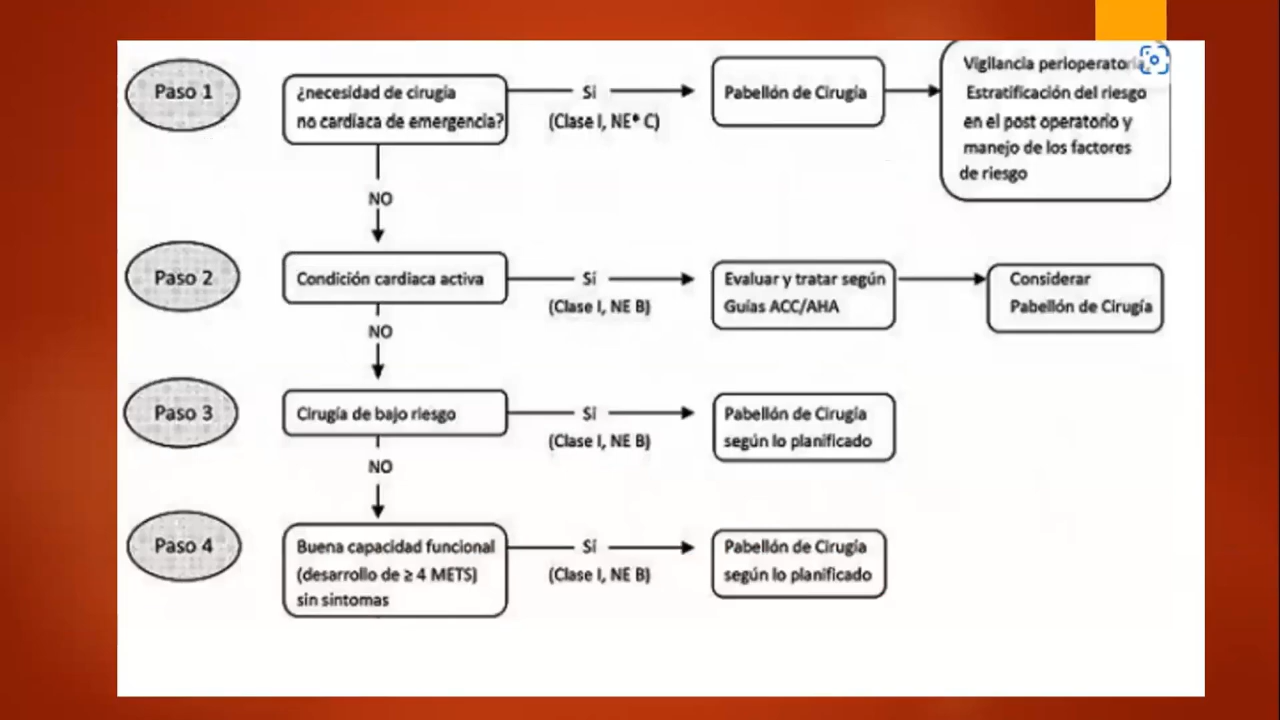 Paso 1
¿necesidad de cirugía
no cardíaca de emergencia?
Sí
(Clase I, NE* C)
Pabellón de Cirugía
Vigilancia perioperatoria
Estratificación del riesgo
en el post operatorio y
manejo de los factores
de riesgo
NO
Paso 2
Condición cardiaca activa
Sí
(Clase I, NE B)
Evaluar y tratar según
Guías ACC/AHA
Considerar
Pabellón de Cirugía
NO
Paso 3
Cirugía de bajo riesgo
Sí
(Clase I, NE B)
Pabellón de Cirugía
según lo planificado
NO
Paso 4
Buena capacidad funcional
(desarrollo de ≥ 4 METS)
sin sintomas
Sí
(Clase I, NE B)
Pabellón de Cirugía
según lo planificado